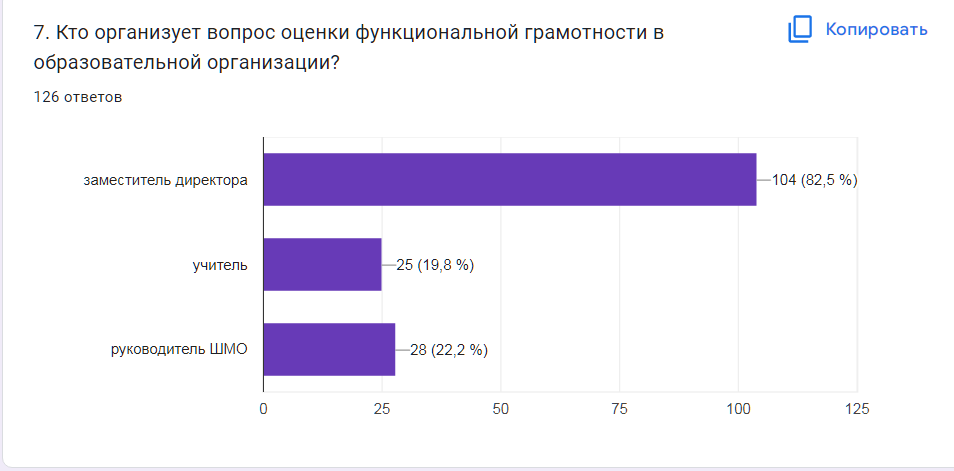 7. Кто организует вопрос оценки функциональной грамотности в
образовательной организации?
Копировать
126 ответов
заместитель директора
104 (82,5 %)
учитель
25 (19,8 %)
руководитель ШМО
28 (22,2 %)
0 25 50 75 100 125